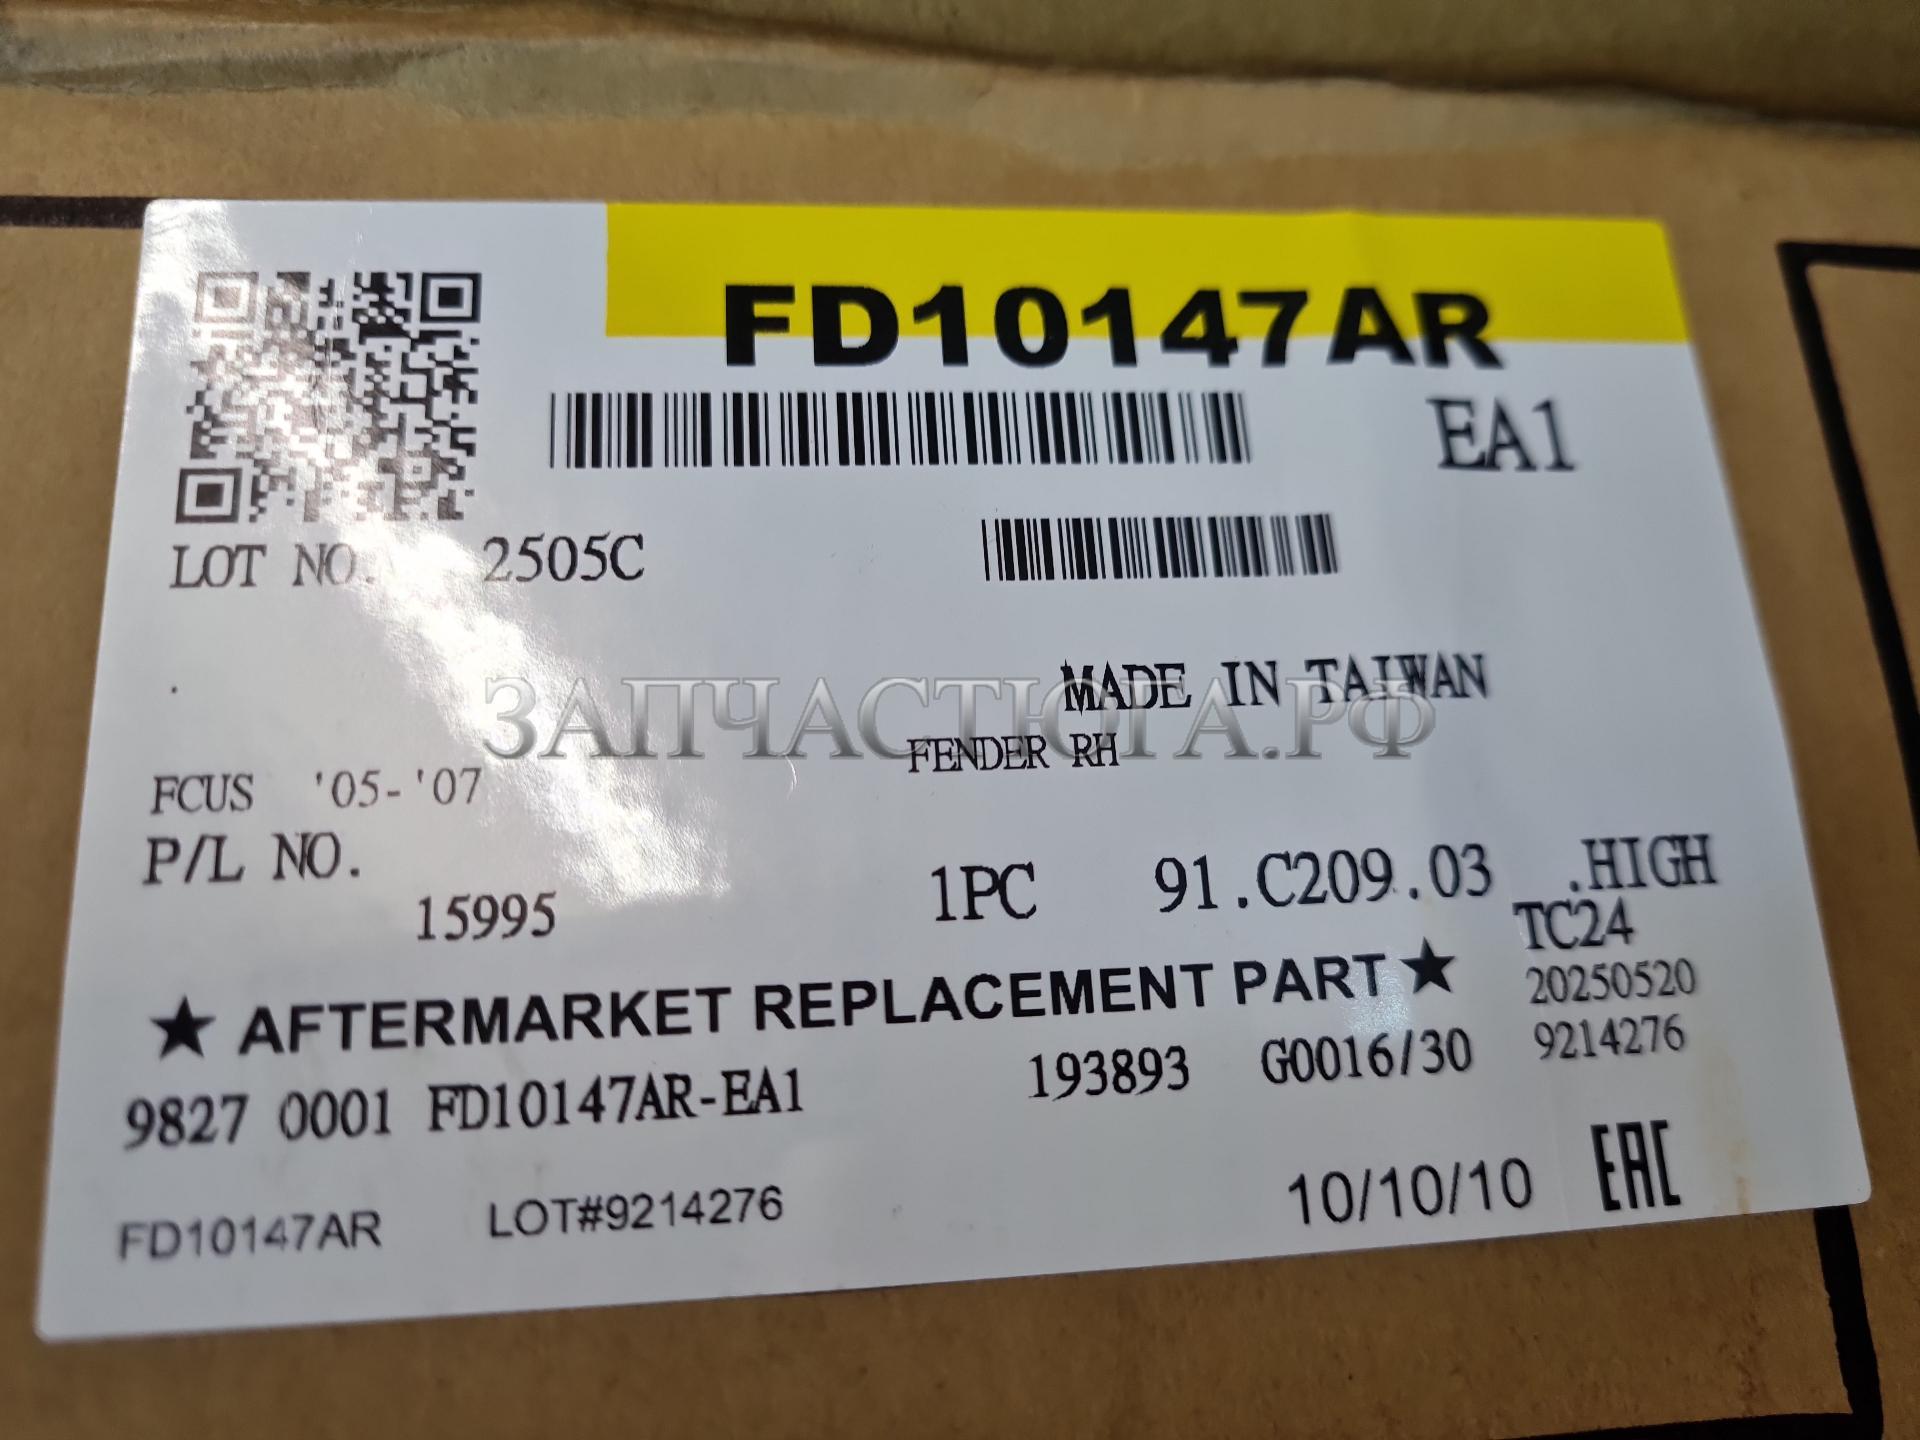 FD10147AR
EA1
LOT NO. 2505C
MADE IN TAIWAN
ЗАПЧАСТЮГА.РФ
FENDER RH
FCUS '05-'07
P/L NO.
15995
1PC 91.C209.03 .HIGH
TC24
★ AFTERMARKET REPLACEMENT PART ★
20250520
9827 0001 FD10147AR-EA1 193893 G0016/30 9214276
FD10147AR LOT#9214276 10/10/10 EAC